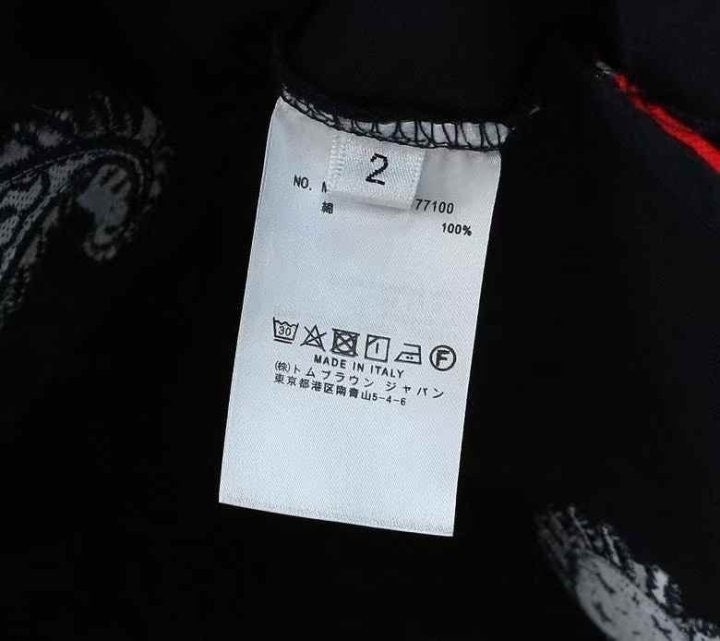 2
NO. M 77100
綿
100%
30
F
MADE IN ITALY
(株)トムブラウン ジャパン
東京都港区南青山5-4-6